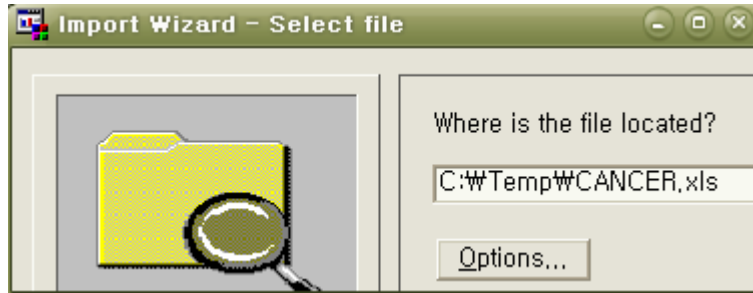 Import Wizard - Select file
Where is the file located?
C:₩Temp₩CANCER.xls
Options...